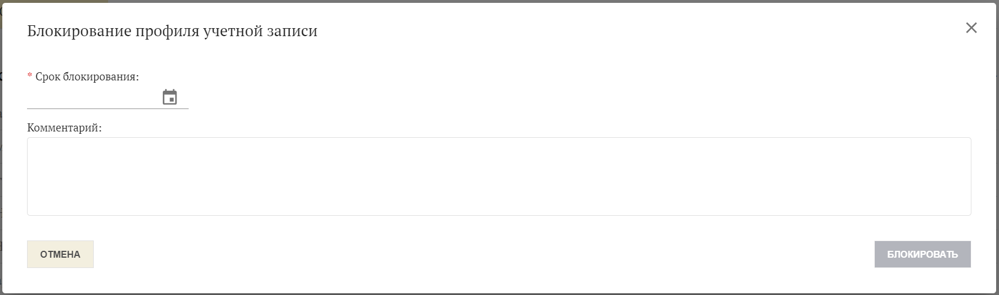 Блокирование профиля учетной записи
* Срок блокирования:
Комментарий:
ОТМЕНА
БЛОКИРОВАТЬ